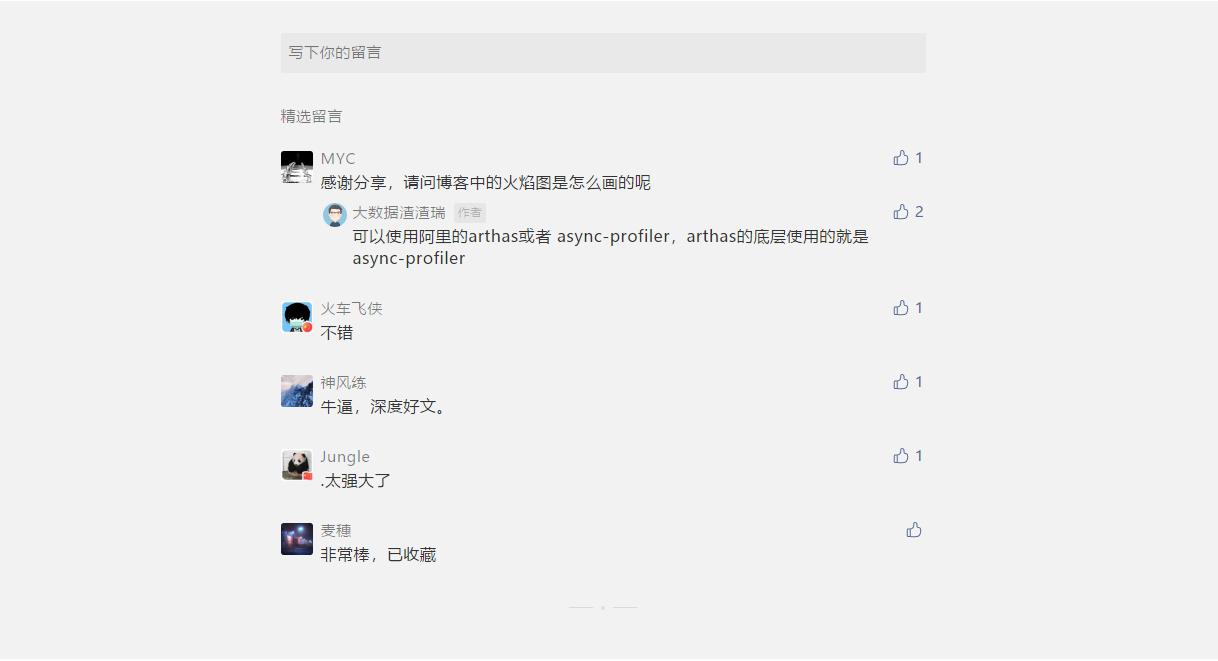 写下你的留言
精选留言
MYC 1
感谢分享，请问博客中的火焰图是怎么画的呢
大数据渣渣瑞 作者 2
可以使用阿里的arthas或者 async-profiler，arthas的底层使用的就是
async-profiler
火车飞侠 1
不错
神风练 1
牛逼，深度好文。
Jungle 1
.太强大了
麦穗
非常棒，已收藏